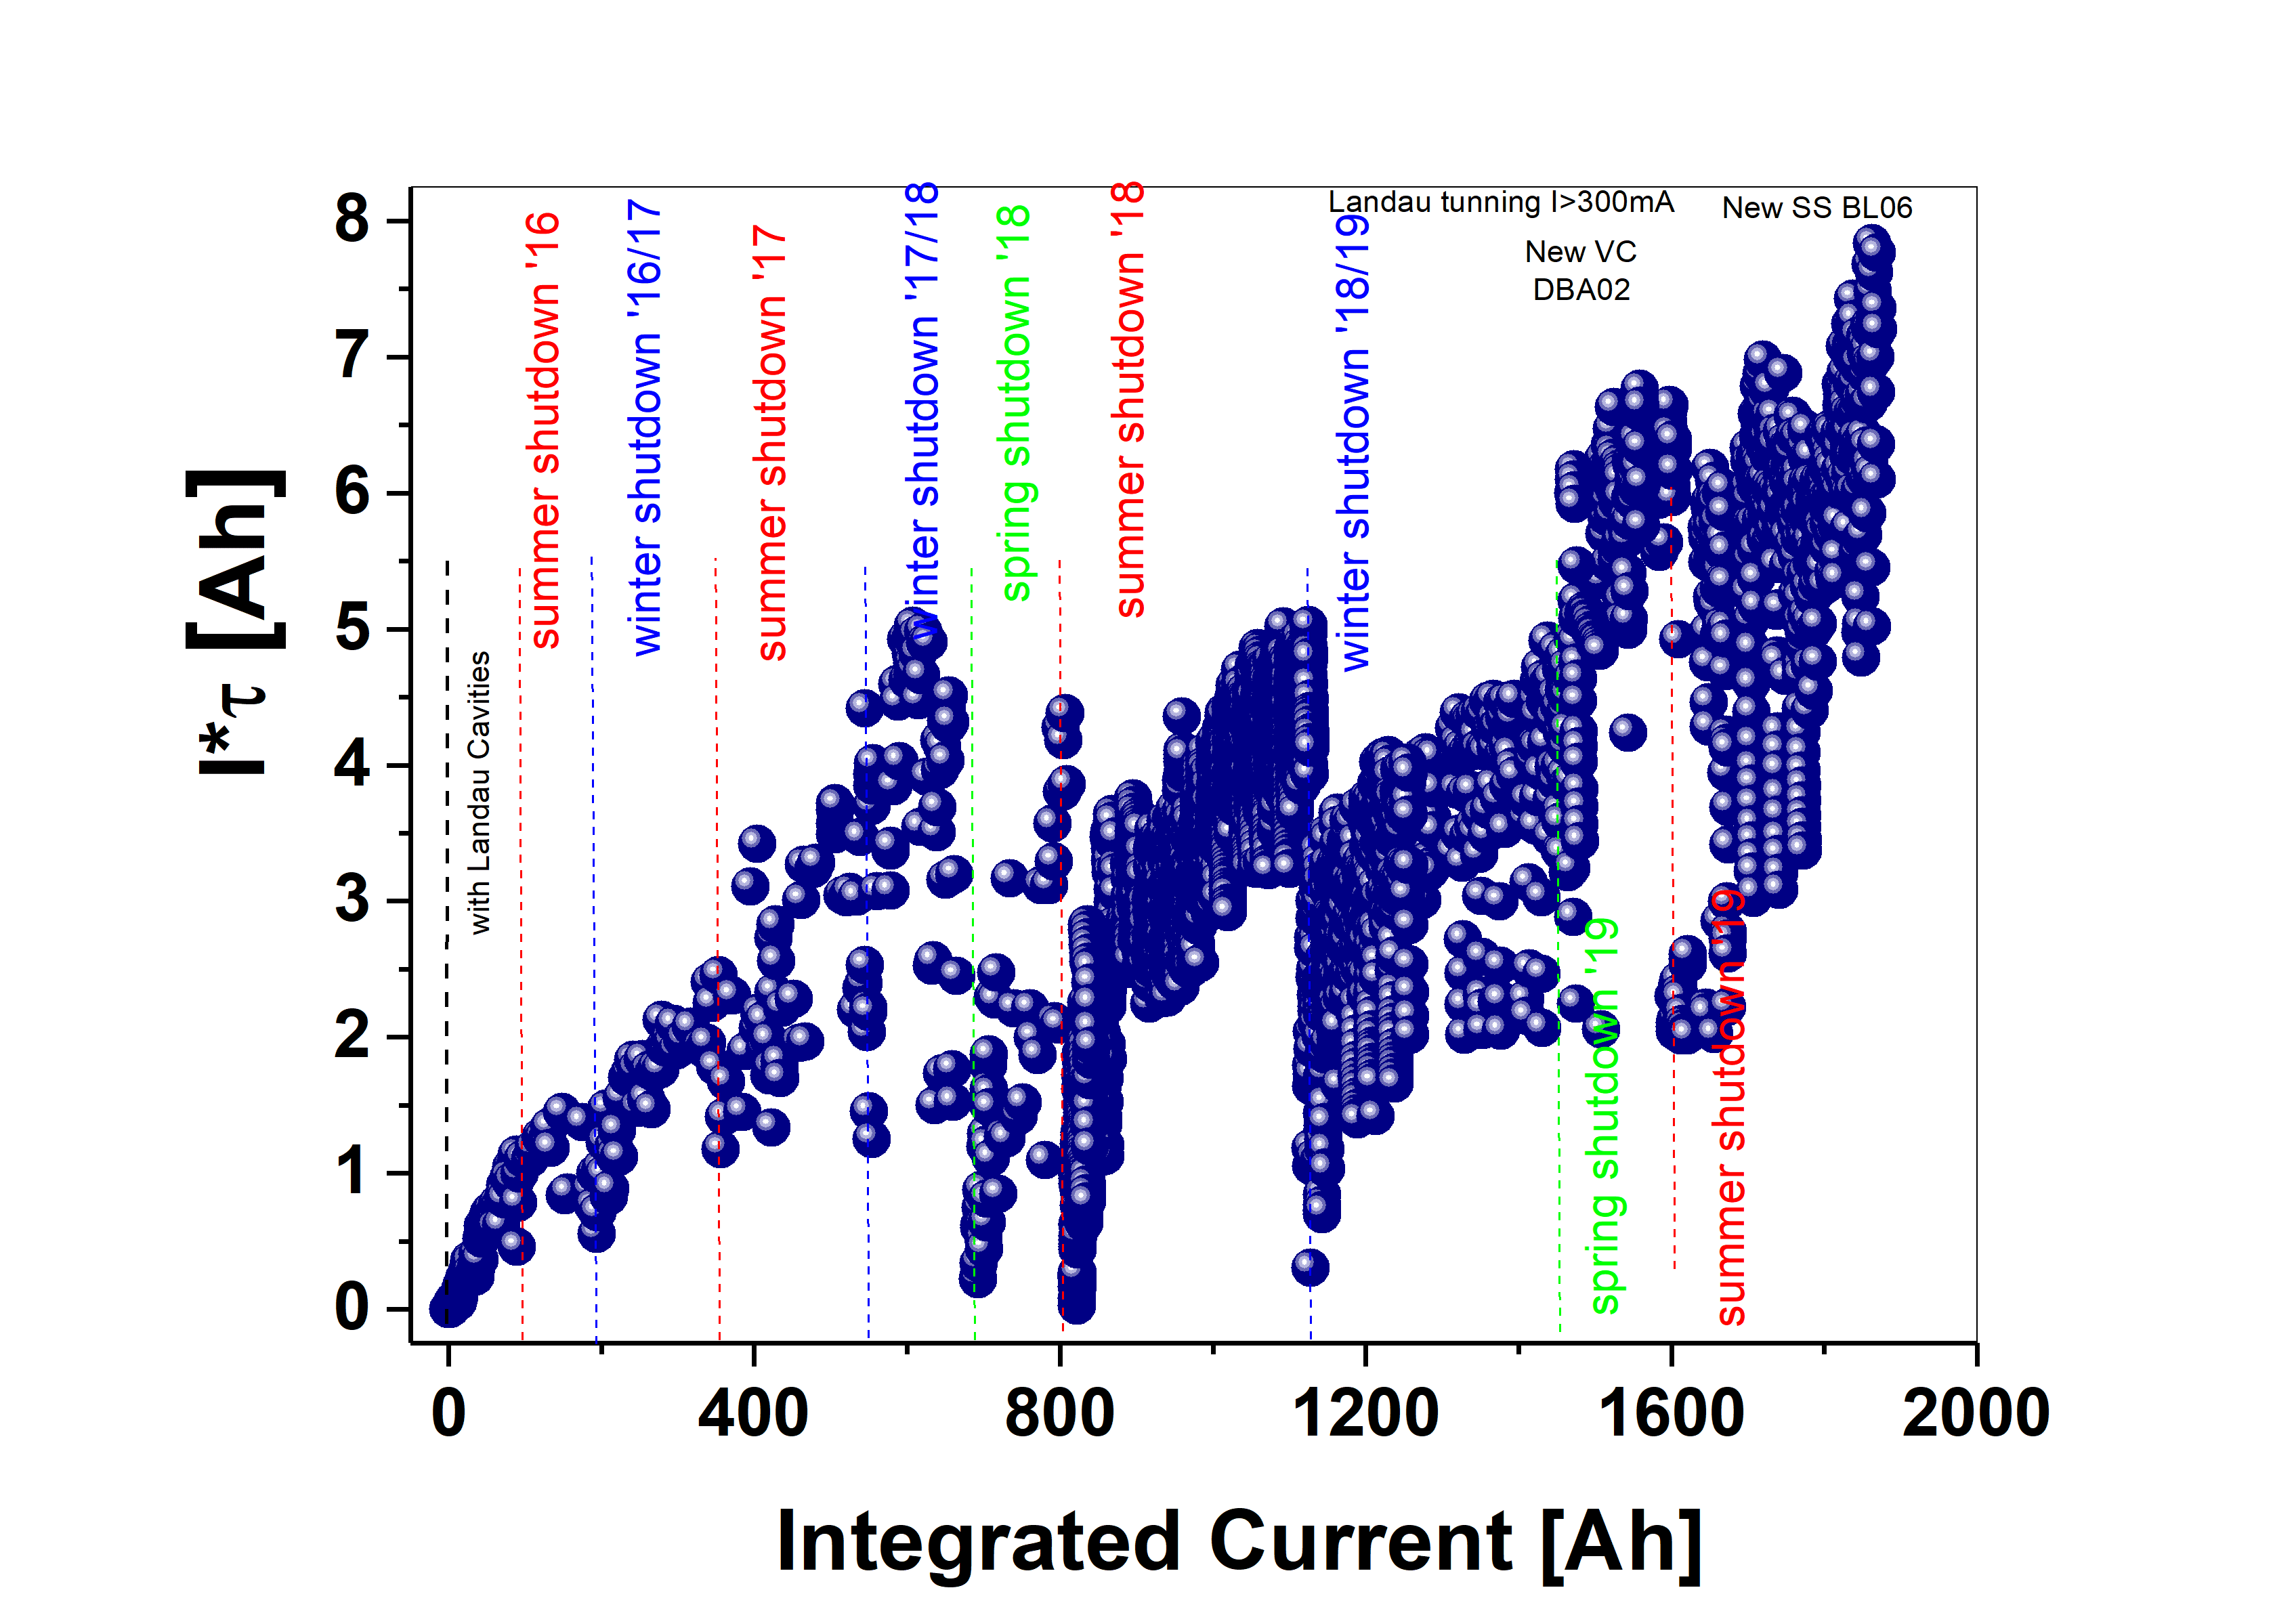 Landau tunning I>300mA
New SS BL06
New VC
DBA02
summer shutdown '16
winter shutdown '16/17
summer shutdown '17
winter shutdown '17/18
spring shutdown '18
summer shutdown '18
winter shutdown '18/19
spring shutdown '19
summer shutdown '19
with Landau Cavities
I*τ [Ah]
8
7
6
5
4
3
2
1
0
0 400 800 1200 1600 2000
Integrated Current [Ah]